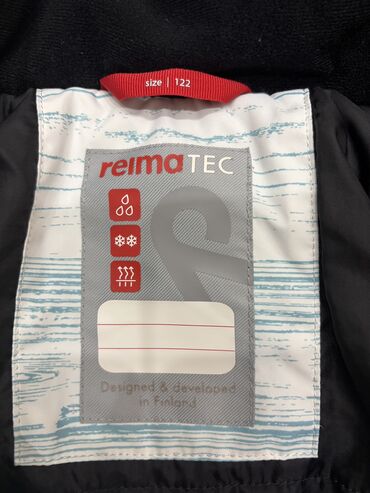 size | 122
reimaTEC
Designed & developed
in Finland